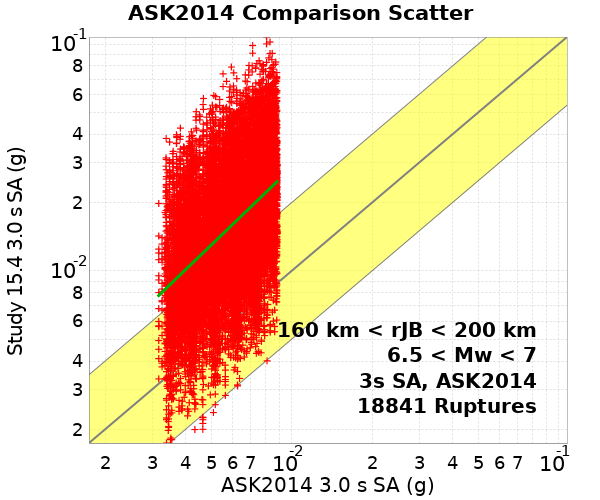 ASK2014 Comparison Scatter
Study 15.4 3.0 s SA (g)
10-1
8
6
4
3
2
10-2
8
6
4
3
2
160 km < rJB < 200 km
6.5 < Mw < 7
3s SA, ASK2014
18841 Ruptures
2 3 4 5 6 7 10-2 2 3 4 5 6 7 10-1
ASK2014 3.0 s SA (g)